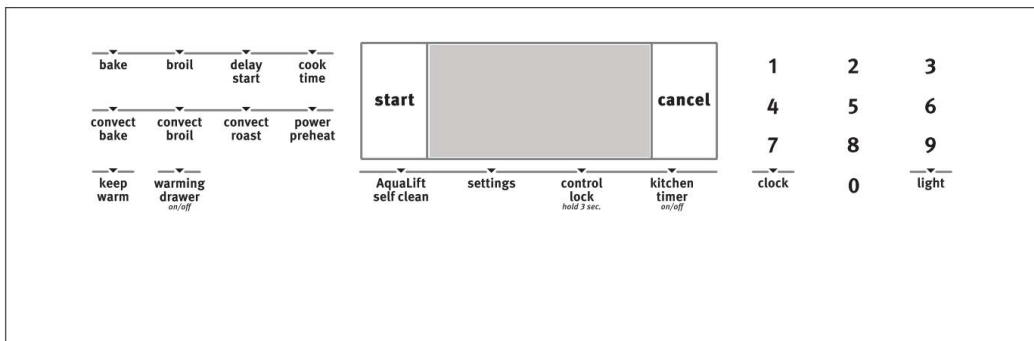 bake
broil
delay
start
cook
time
convect
bake
convect
broil
convect
roast
power
preheat
keep
warm
warming
drawer
on/off
start
cancel
AquaLift
self clean
settings
control
lock
hold 3 sec.
kitchen
timer
on/off
1 2 3
4 5 6
7 8 9
clock
0
light